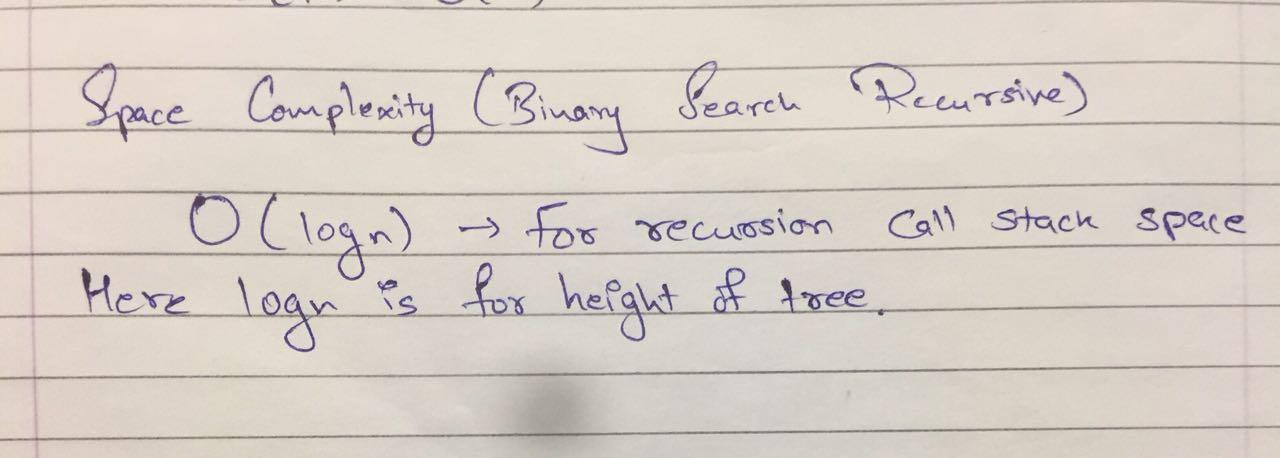 Space Complexity (Binary Search Recursive)
O(logn) → for recursion Call stack space
Here logn is for height of tree.